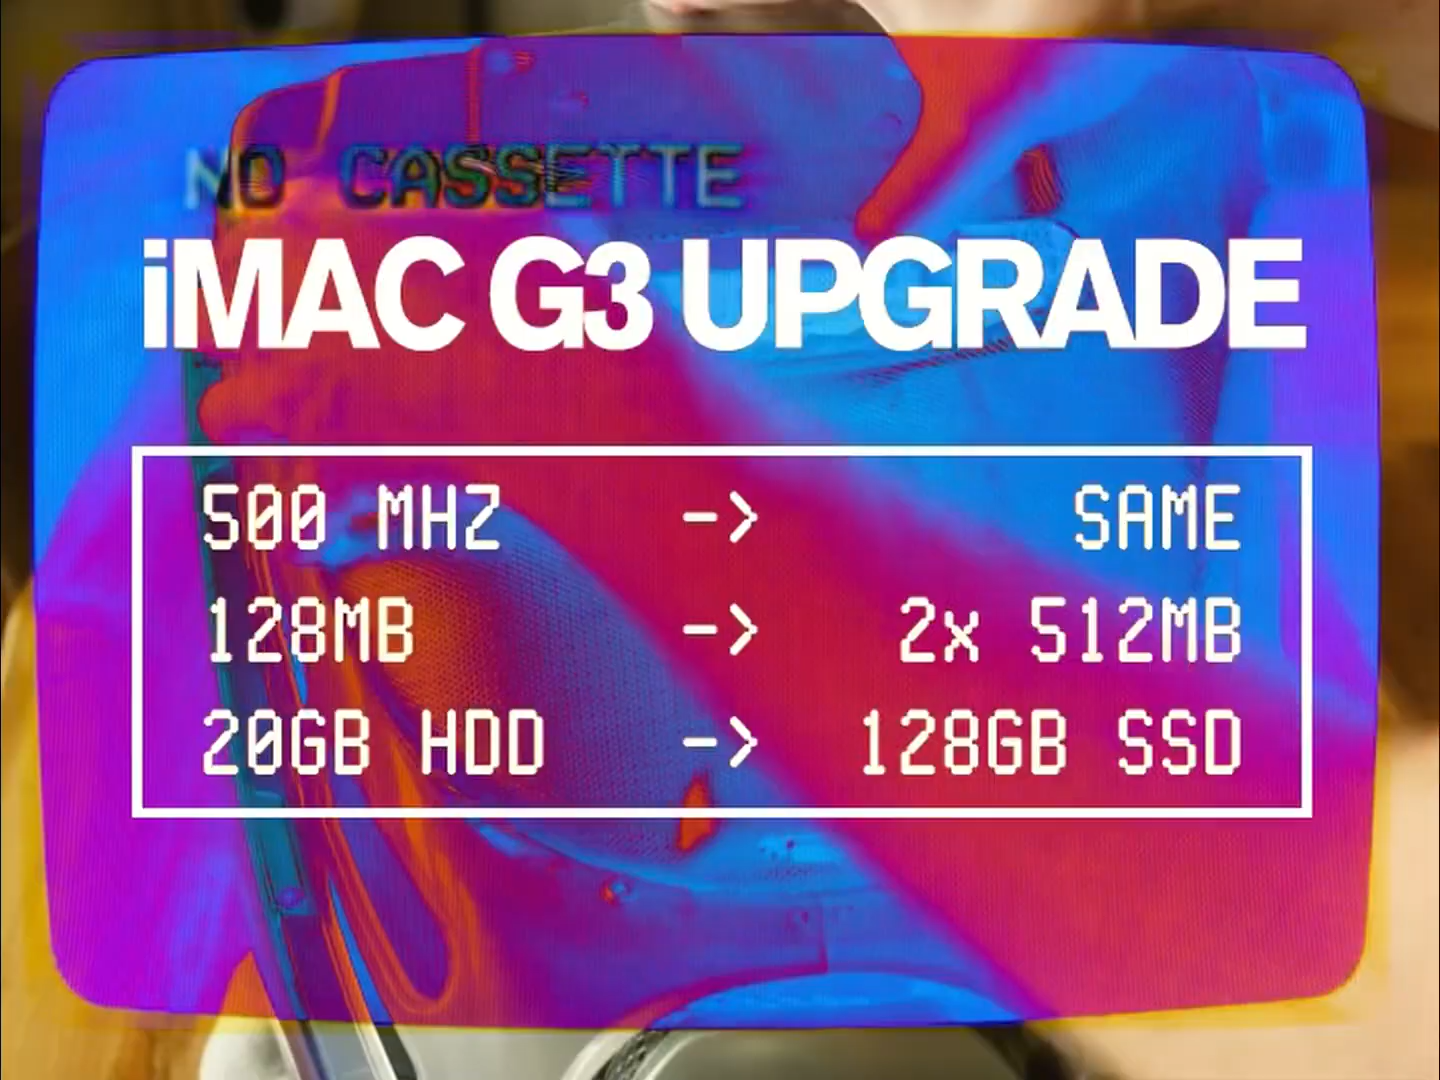 NO CASSETTE
iMAC G3 UPGRADE
500 MHZ -> SAME
128MB -> 2x 512MB
20GB HDD -> 128GB SSD